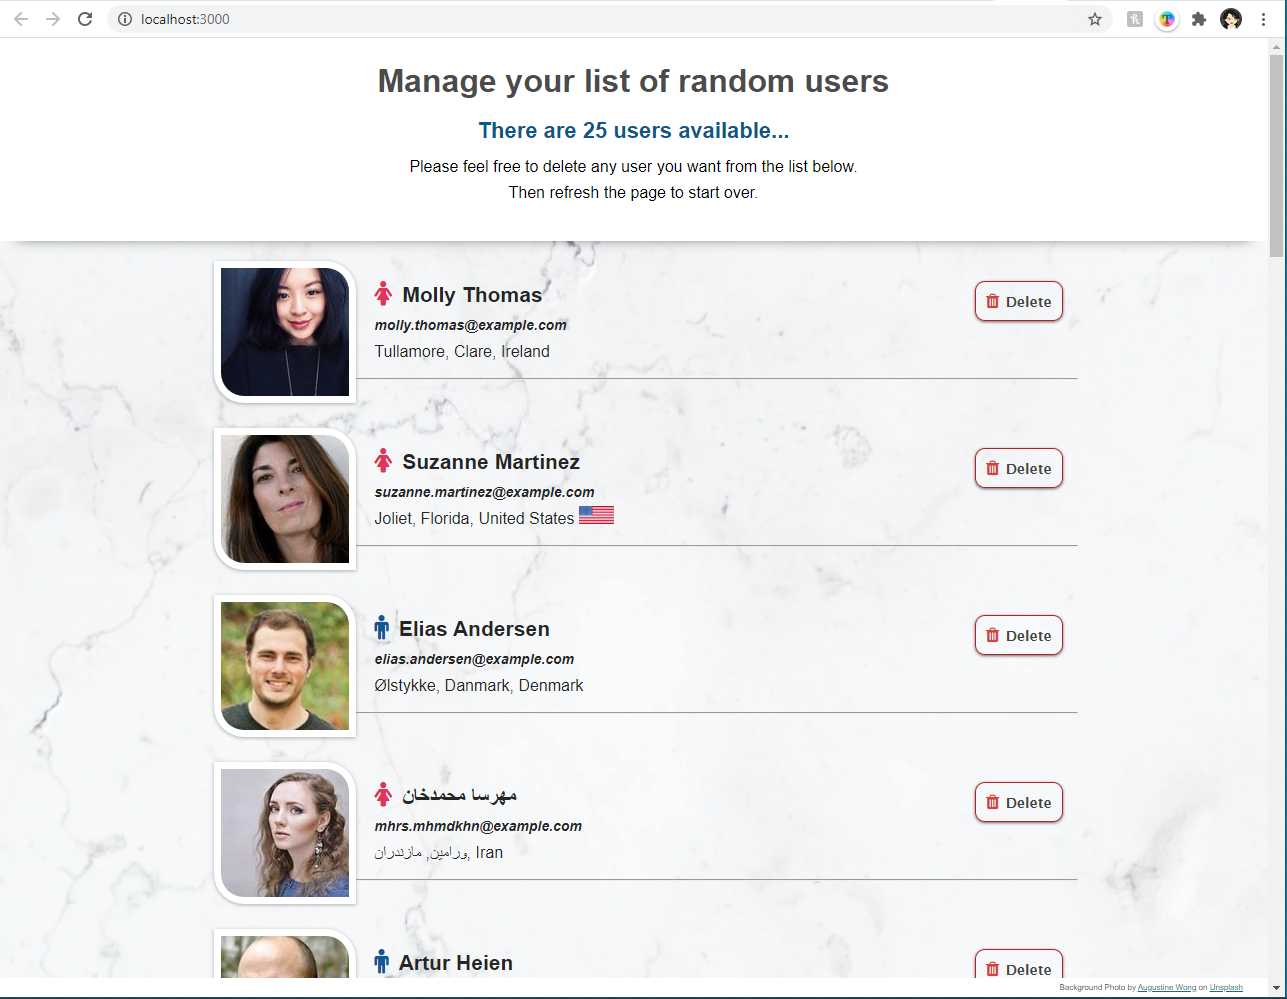 localhost:3000
Manage your list of random users
There are 25 users available...
Please feel free to delete any user you want from the list below.
Then refresh the page to start over.
Molly Thomas
Delete
molly.thomas@example.com
Tullamore, Clare, Ireland
Suzanne Martinez
Delete
suzanne.martinez@example.com
Joliet, Florida, United States
Elias Andersen
Delete
elias.andersen@example.com
Ølstykke, Danmark, Denmark
مهرسا محمدخان
Delete
mhrs.mhmdkhn@example.com
ورامین, مازندران, Iran
Artur Heien
Delete
Background Photo by Augustine Wong on Unsplash